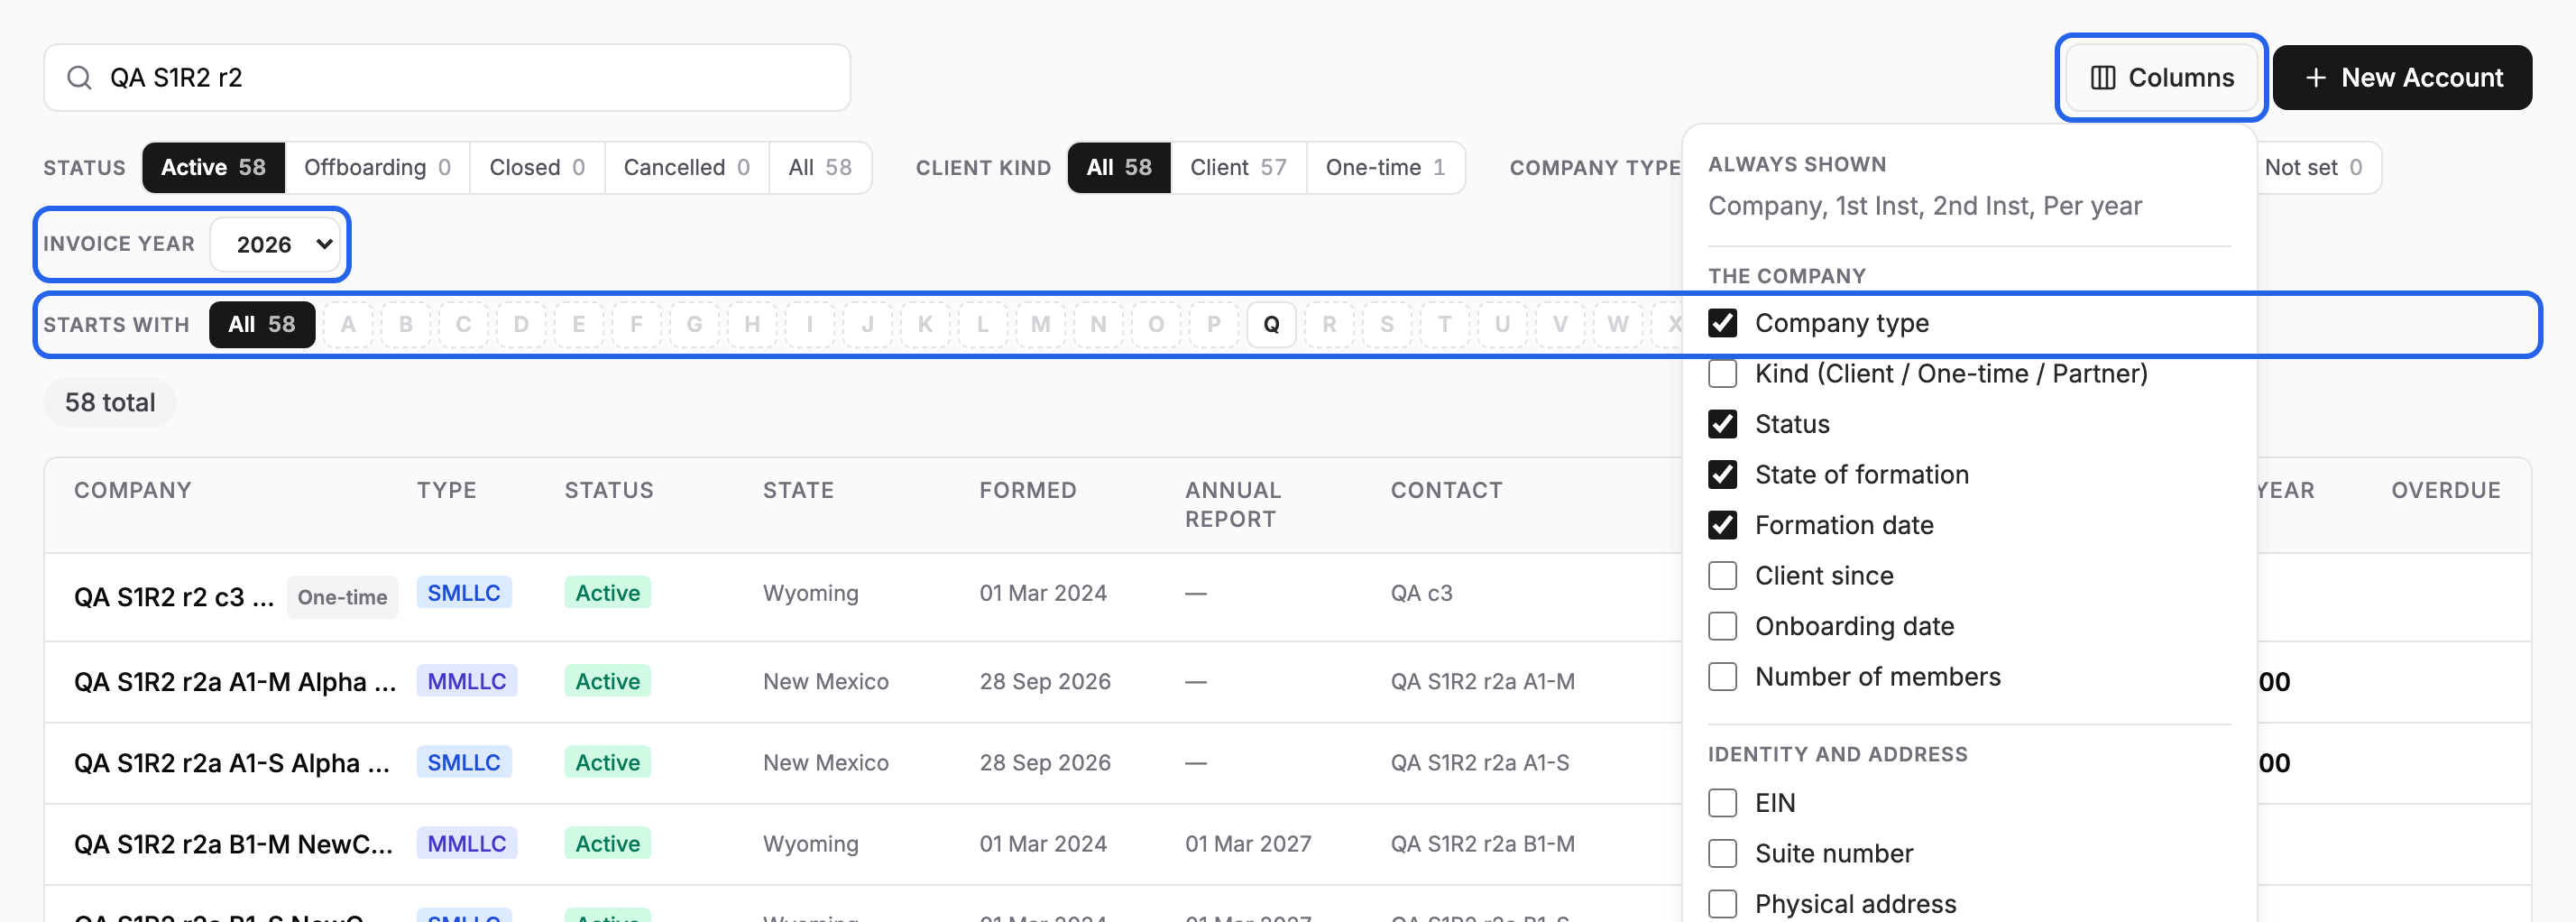 QA S1R2 r2
Columns
+ New Account
STATUS Active 58 Offboarding 0 Closed 0 Cancelled 0 All 58 CLIENT KIND All 58 Client 57 One-time 1 COMPANY TYPE Not set 0
INVOICE YEAR 2026
STARTS WITH All 58 A B C D E F G H I J K L M N O P Q R S T U V W X
58 total
ALWAYS SHOWN
Company, 1st Inst, 2nd Inst, Per year
THE COMPANY
Company type
Kind (Client / One-time / Partner)
Status
State of formation
Formation date
Client since
Onboarding date
Number of members
IDENTITY AND ADDRESS
EIN
Suite number
Physical address
COMPANY TYPE STATUS STATE FORMED ANNUAL REPORT CONTACT YEAR OVERDUE
QA S1R2 r2 c3 ... One-time SMLLC Active Wyoming 01 Mar 2024 — QA c3
QA S1R2 r2a A1-M Alpha ... MMLLC Active New Mexico 28 Sep 2026 — QA S1R2 r2a A1-M 00
QA S1R2 r2a A1-S Alpha ... SMLLC Active New Mexico 28 Sep 2026 — QA S1R2 r2a A1-S 00
QA S1R2 r2a B1-M NewC... MMLLC Active Wyoming 01 Mar 2024 01 Mar 2027 QA S1R2 r2a B1-M